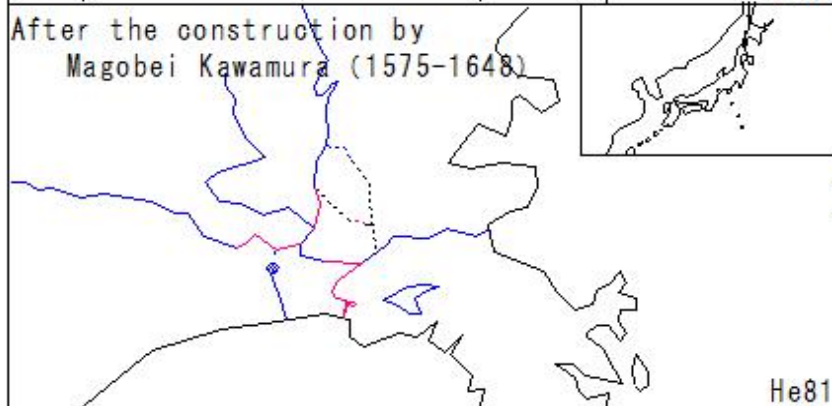 After the construction by
Magobei Kawamura (1575-1648)
He81